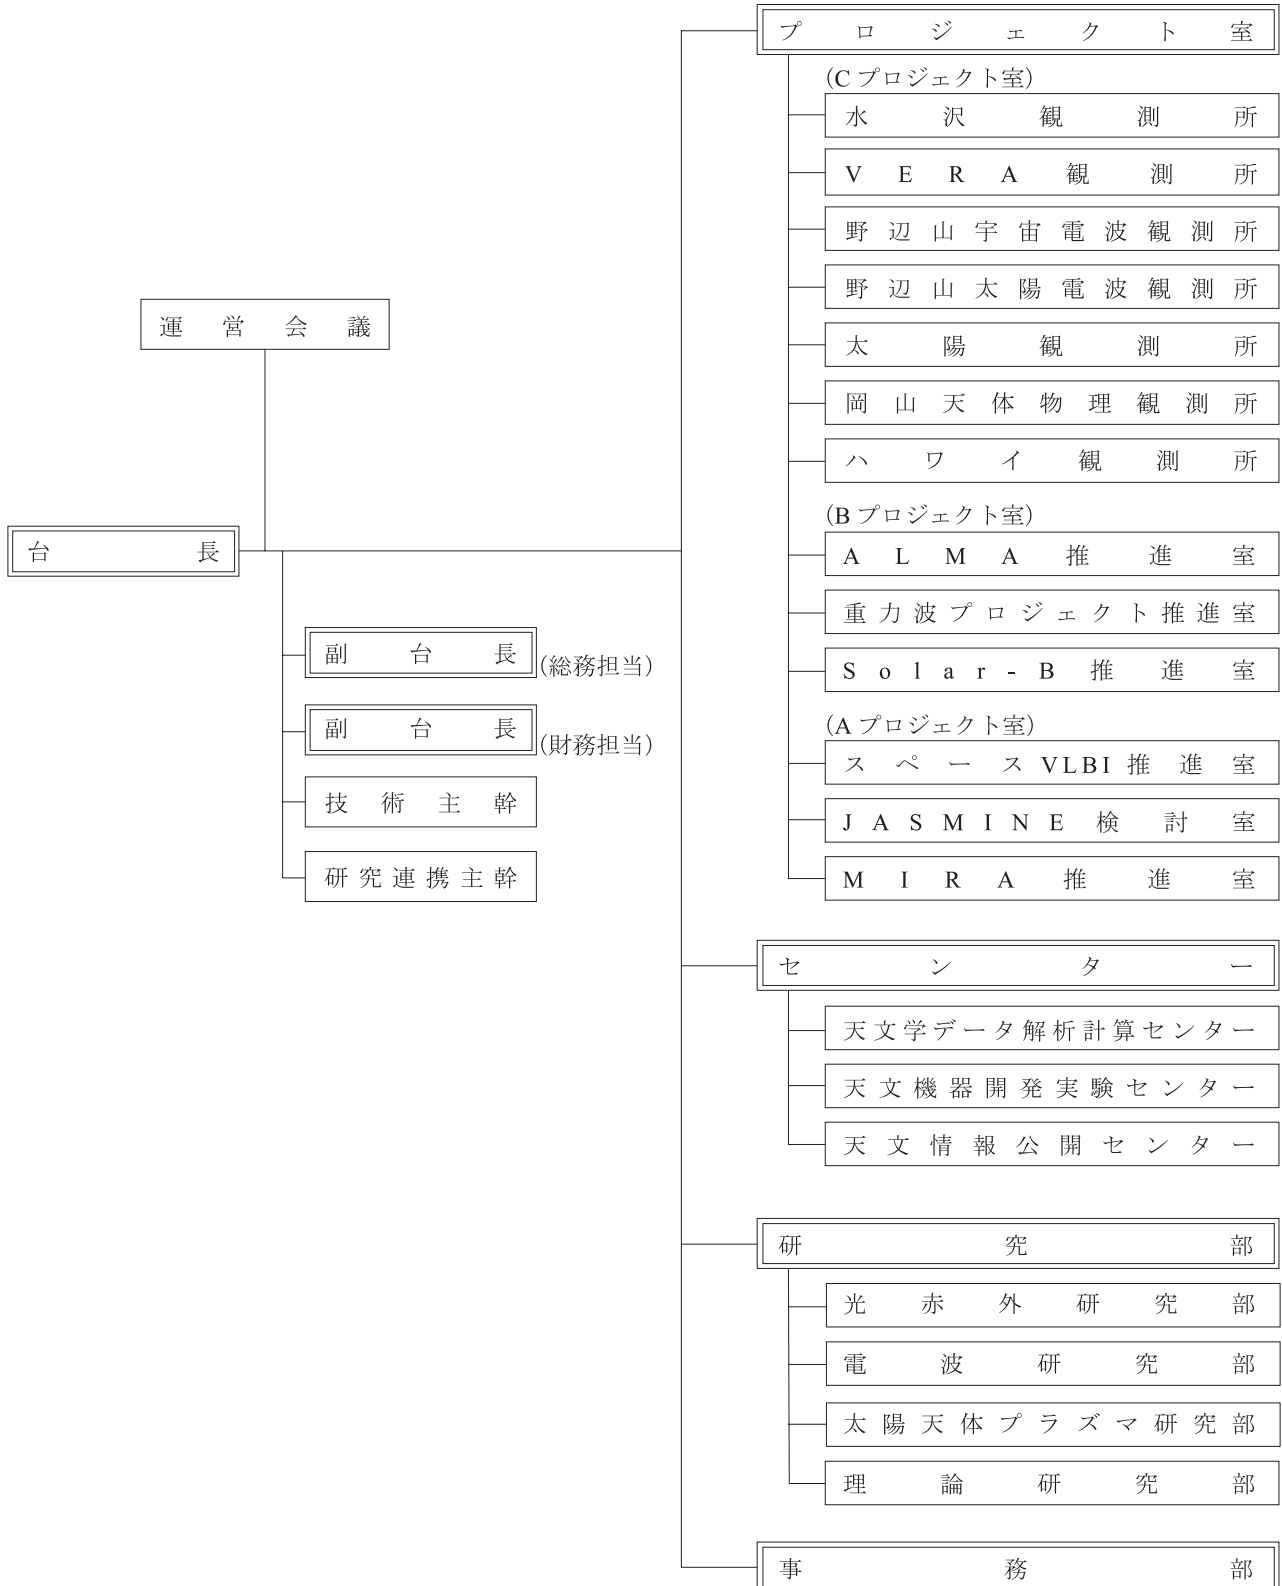 運営会議
台長
副台長
(総務担当)
副台長
(財務担当)
技術主幹
研究連携主幹
プロジェクト室
(Cプロジェクト室)
水沢観測所
VERA観測所
野辺山宇宙電波観測所
野辺山太陽電波観測所
太陽観測所
岡山天体物理観測所
ハワイ観測所
(Bプロジェクト室)
ALMA推進室
重力波プロジェクト推進室
Solar-B推進室
(Aプロジェクト室)
スペースVLBI推進室
JASMINE検討室
MIRA推進室
センター
天文学データ解析計算センター
天文機器開発実験センター
天文情報公開センター
研究部
光赤外研究部
電波研究部
太陽天体プラズマ研究部
理論研究部
事務部